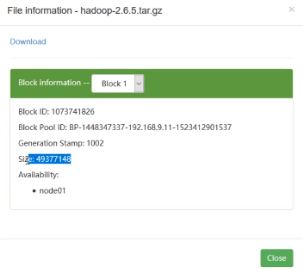 File information - hadoop-2.6.5.tar.gz
×
Download
Block information -- Block 1
Block ID: 1073741826
Block Pool ID: BP-1448347337-192.168.9.11-1523412901537
Generation Stamp: 1002
Size: 49377148
Availability:
• node01
Close